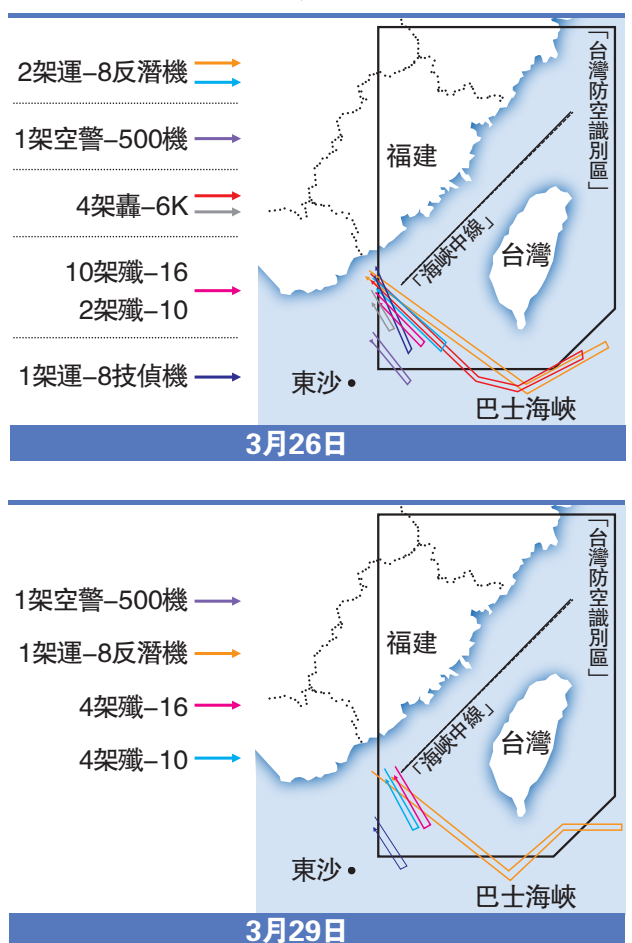 2架運–8反潛機
1架空警–500機
4架轟–6K
10架殲–16
2架殲–10
1架運–8技偵機
「台灣防空識別區」
福建
「海峽中線」
台灣
東沙
巴士海峽
3月26日
1架空警–500機
1架運–8反潛機
4架殲–16
4架殲–10
「台灣防空識別區」
福建
「海峽中線」
台灣
東沙
巴士海峽
3月29日